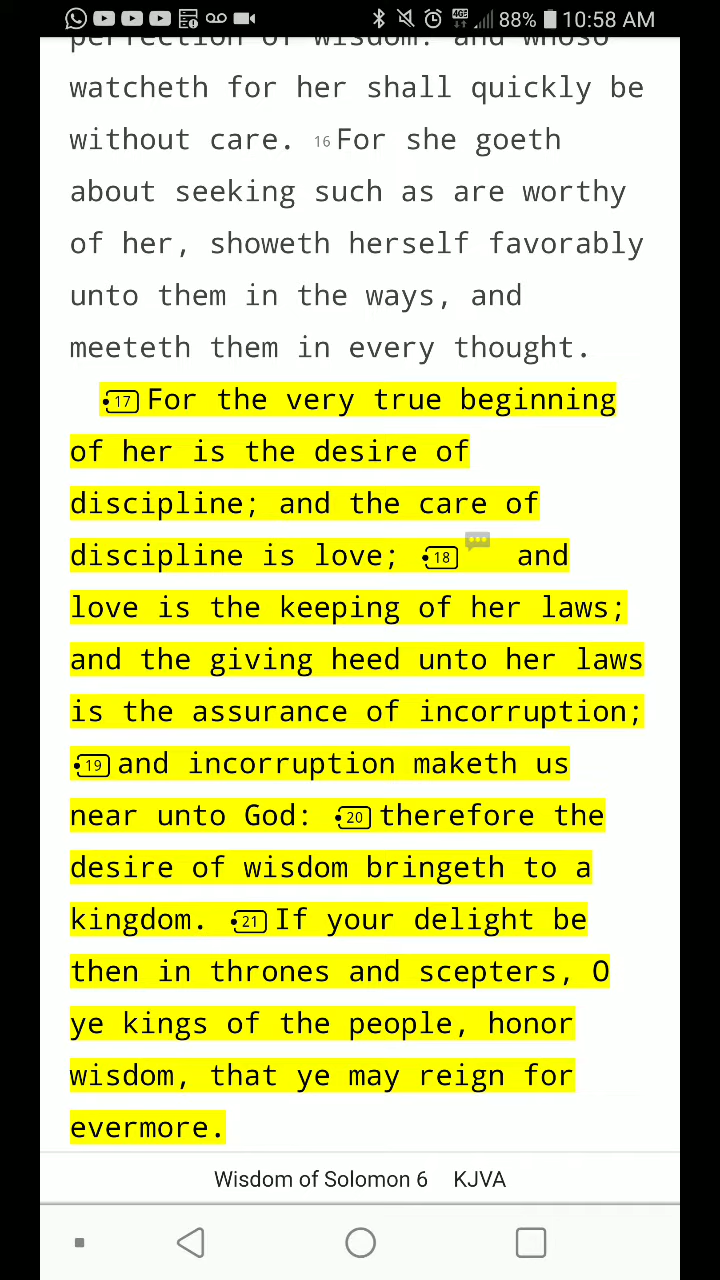 88% 10:58 AM
perfection of wisdom: and whoso
watcheth for her shall quickly be
without care. 16 For she goeth
about seeking such as are worthy
of her, showeth herself favorably
unto them in the ways, and
meeteth them in every thought.
17 For the very true beginning
of her is the desire of
discipline; and the care of
discipline is love; 18 and
love is the keeping of her laws;
and the giving heed unto her laws
is the assurance of incorruption;
19 and incorruption maketh us
near unto God: 20 therefore the
desire of wisdom bringeth to a
kingdom. 21 If your delight be
then in thrones and scepters, O
ye kings of the people, honor
wisdom, that ye may reign for
evermore.
Wisdom of Solomon 6 KJVA